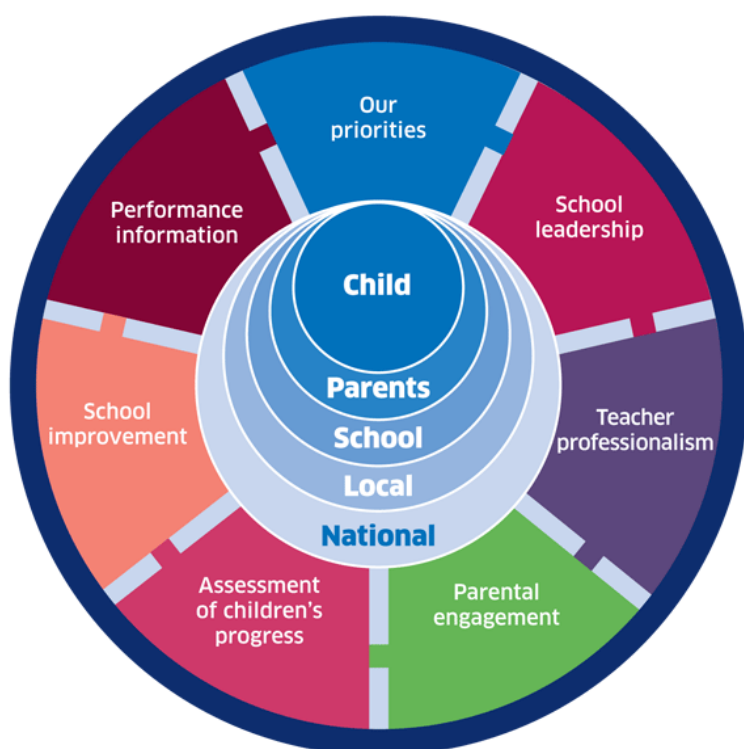 Our
priorities
School
leadership
Teacher
professionalism
Parental
engagement
Assessment
of children's
progress
School
improvement
Performance
information
Child
Parents
School
Local
National